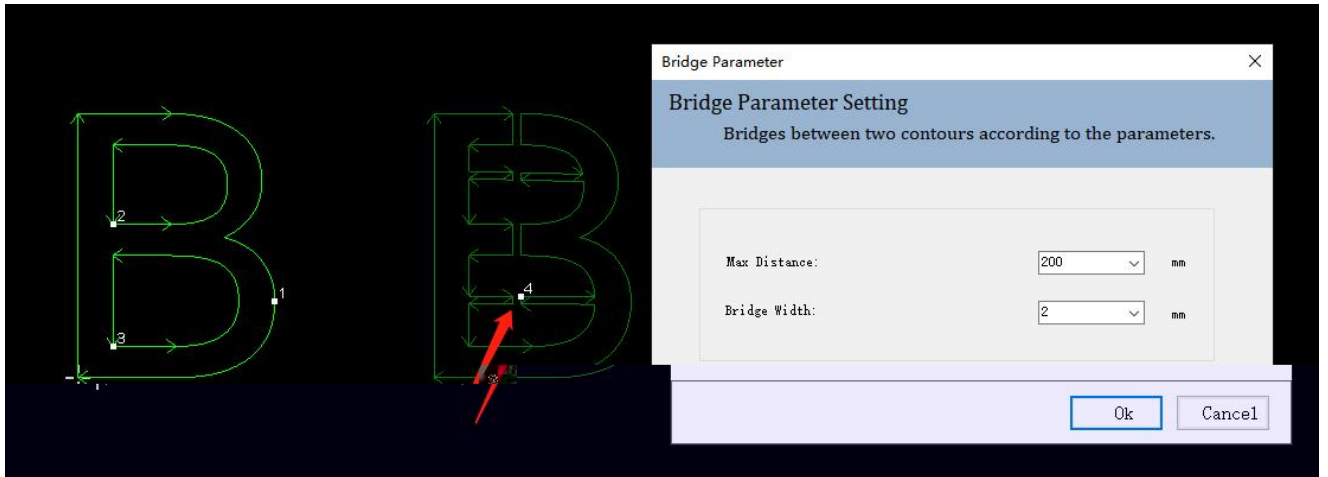 Bridge Parameter
Bridge Parameter Setting
Bridges between two contours according to the parameters.
2
1
3
4
Max Distance: 200 mm
Bridge Width: 2 mm
Ok Cancel